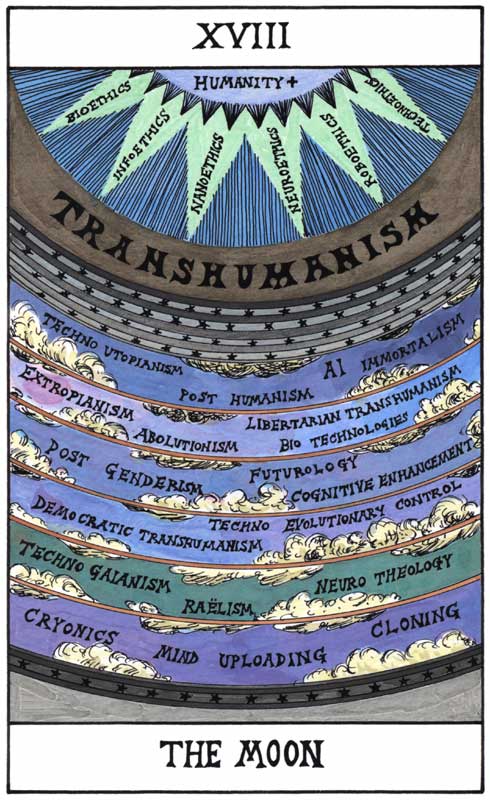 XVIII
HUMANITY+
BIOETHICS
INFOETHICS
NANOETHICS
NEUROETHICS
ROBOETHICS
TECHNOETHICS
TRANSHUMANISM
TECHNO UTOPIANISM
POST HUMANISM
AI IMMORTALISM
EXTROPIANISM
ABOLUTIONISM
LIBERTARIAN TRANSHUMANISM
BIO TECHNOLOGIES
POST GENDERISM
FUTUROLOGY
COGNITIVE ENHANCEMENT
DEMOCRATIC TRANSHUMANISM
TECHNO EVOLUTIONARY CONTROL
TECHNO GAIANISM
RAËLISM
NEURO THEOLOGY
CRYONICS
MIND UPLOADING
CLONING
THE MOON